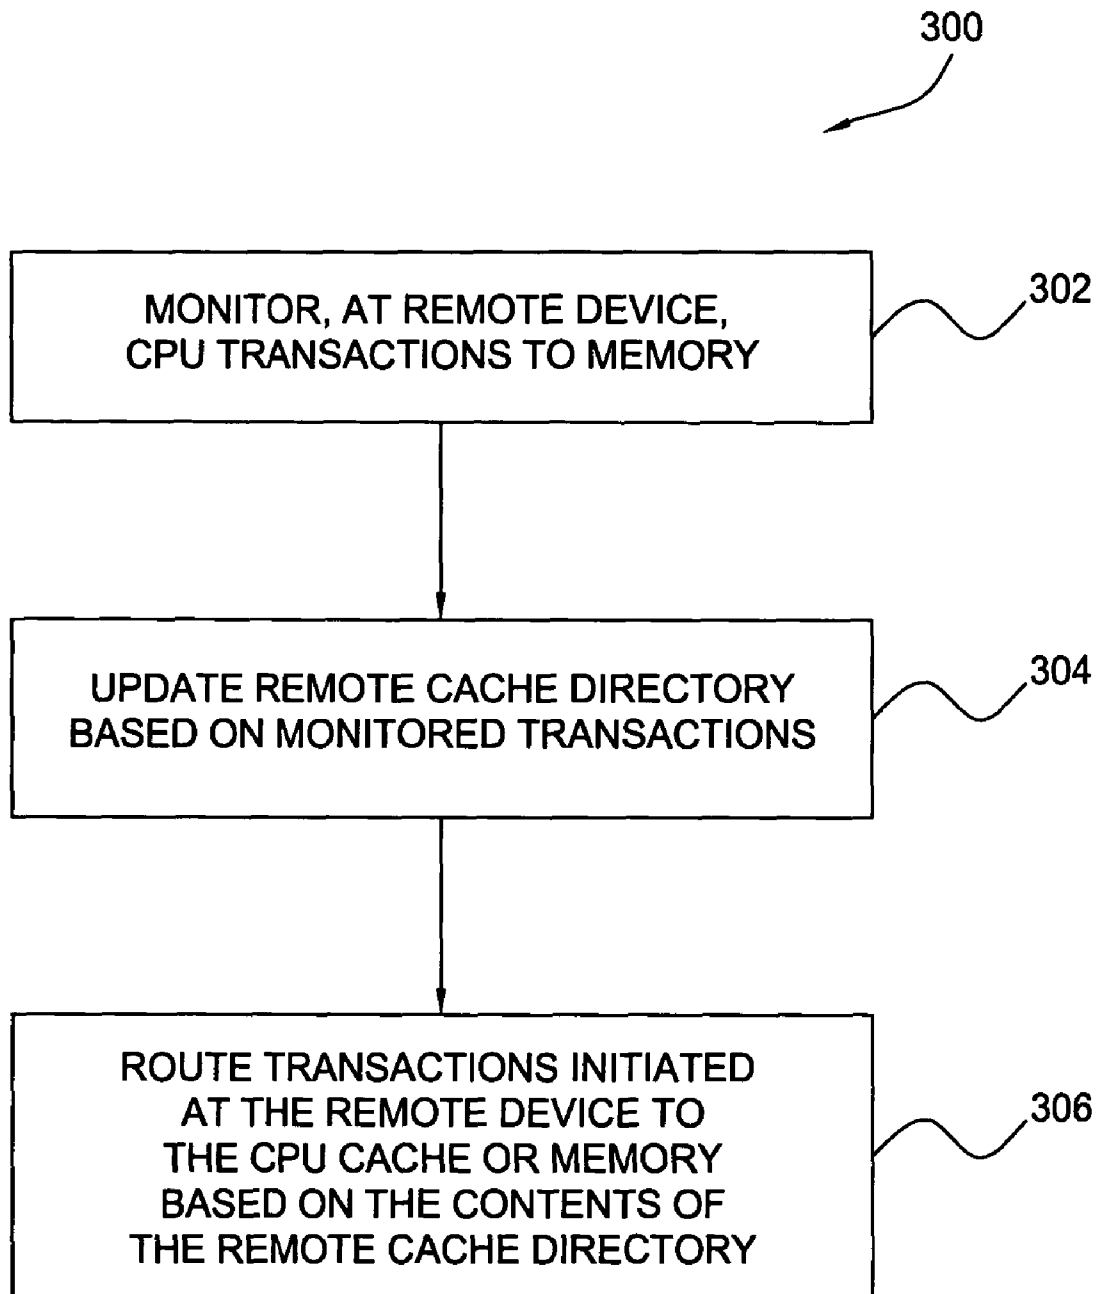 300
MONITOR, AT REMOTE DEVICE,
CPU TRANSACTIONS TO MEMORY
302
UPDATE REMOTE CACHE DIRECTORY
BASED ON MONITORED TRANSACTIONS
304
ROUTE TRANSACTIONS INITIATED
AT THE REMOTE DEVICE TO
THE CPU CACHE OR MEMORY
BASED ON THE CONTENTS OF
THE REMOTE CACHE DIRECTORY
306